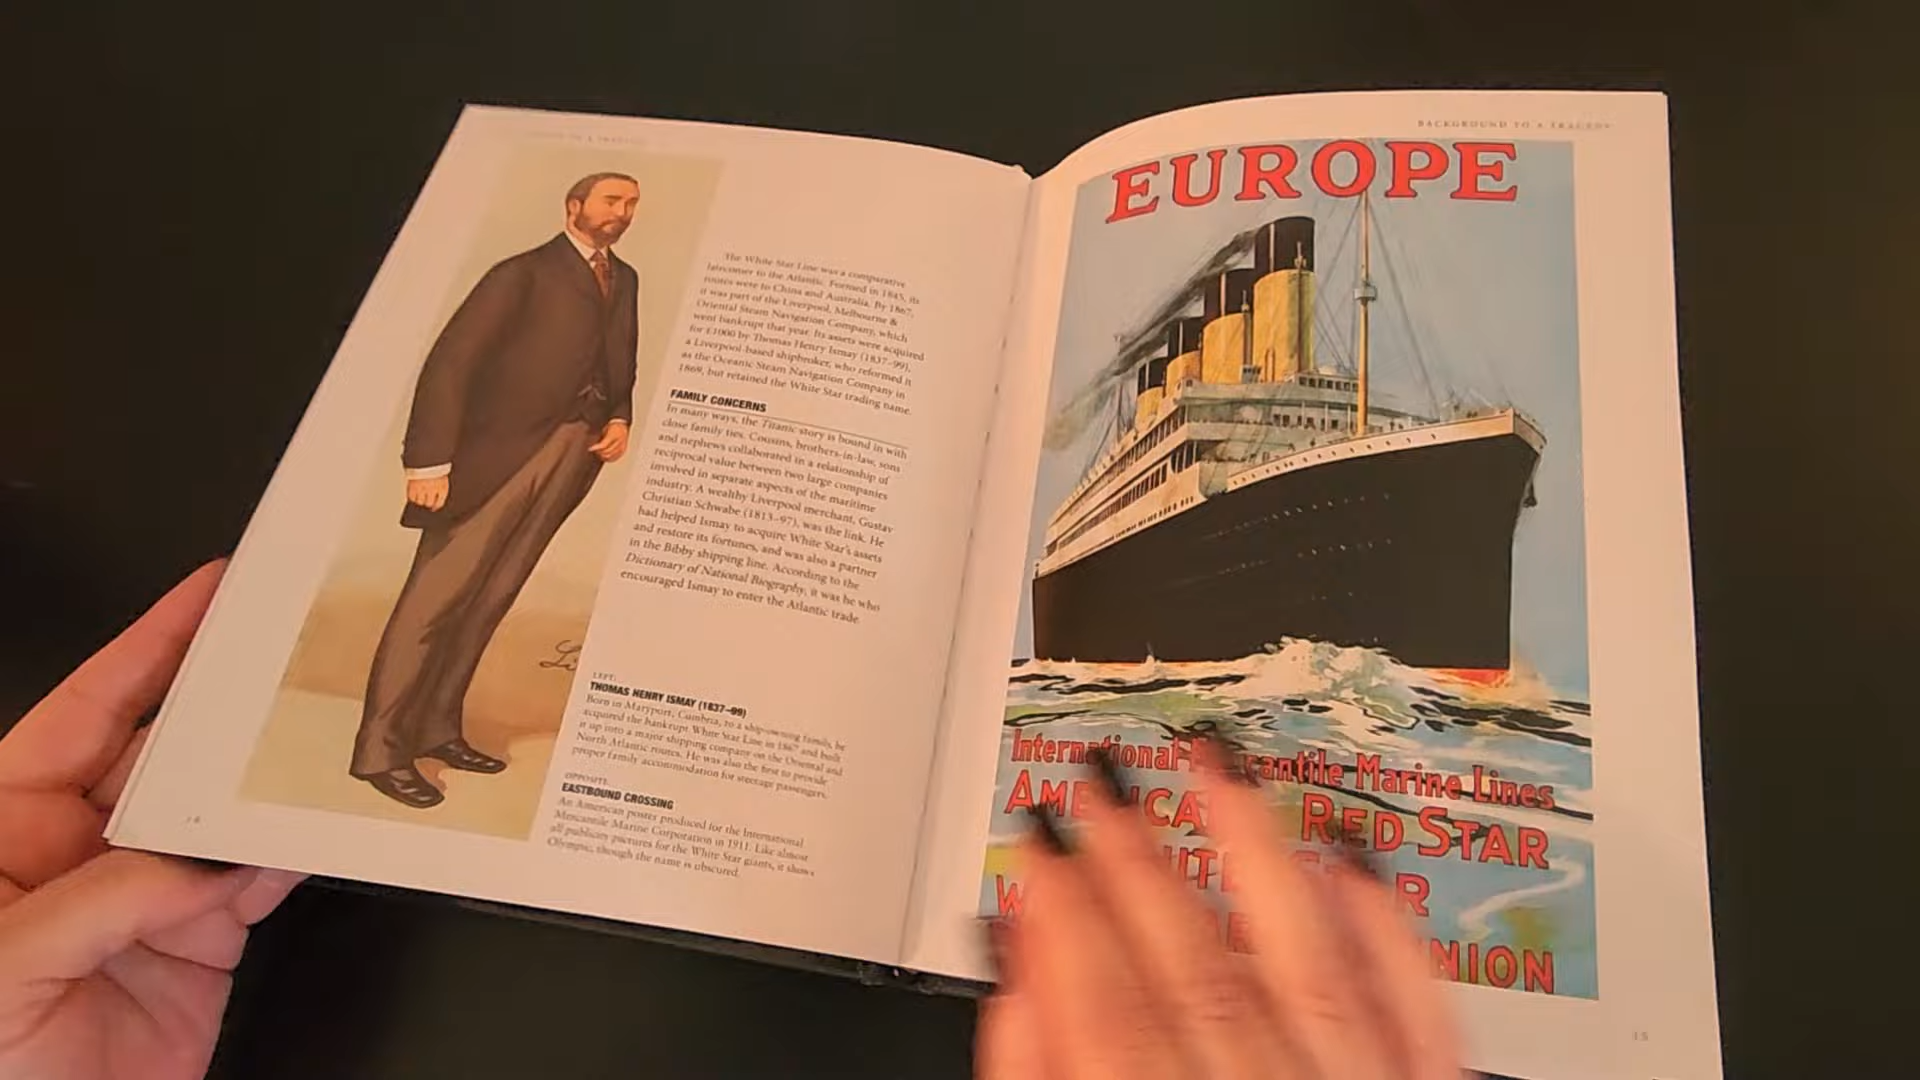 The White Star Line was a comparative
latecomer to the Atlantic. Formed in 1845, its
routes were to China and Australia. By 1867,
it was part of the Liverpool, Melbourne &
Oriental Steam Navigation Company, which
went bankrupt that year. Its assets were acquired
for £1000 by Thomas Henry Ismay (1837–99),
a Liverpool-based shipbroker, who reformed it
as the Oceanic Steam Navigation Company in
1869, but retained the White Star trading name.
FAMILY CONCERNS
In many ways, the Titanic story is bound in with
close family ties. Cousins, brothers-in-law, sons
and nephews collaborated in a relationship of
reciprocal value between two large companies
involved in separate aspects of the maritime
industry. A wealthy Liverpool merchant, Gustav
Christian Schwabe (1813–97), was the link. He
had helped Ismay to acquire White Star's assets
and restore its fortunes, and was also a partner
in the Bibby shipping line. According to the
Dictionary of National Biography, it was he who
encouraged Ismay to enter the Atlantic trade.
LEFT:
THOMAS HENRY ISMAY (1837–99)
Born in Maryport, Cumbria, to a ship-owning family, he
acquired the bankrupt White Star Line in 1867 and built
it up into a major shipping company on the Oriental and
North Atlantic routes. He was also the first to provide
proper family accommodation for steerage passengers.
OPPOSITE:
EASTBOUND CROSSING
An American poster produced for the International
Mercantile Marine Corporation in 1911. Like almost
all publicity pictures for the White Star giants, it shows
Olympic, though the name is obscured.
BACKGROUND TO A TRAGEDY
EUROPE
International Marine Lines
RED STAR
15